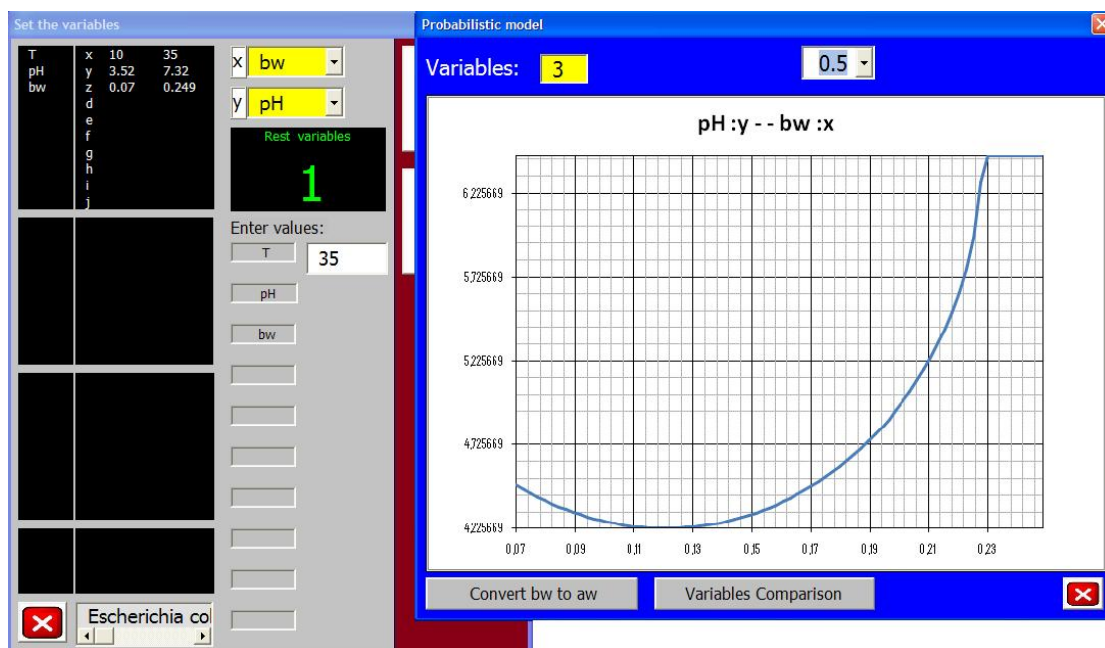 Set the variables
T x 10 35
pH y 3.52 7.32
bw z 0.07 0.249
d
e
f
g
h
i
j
x bw
y pH
Rest variables
1
Enter values:
T 35
pH
bw
Escherichia col
Probabilistic model
Variables: 3 0.5
pH :y - - bw :x
6,225669
5,725669
5,225669
4,725669
4,225669
0,07 0,09 0,11 0,13 0,15 0,17 0,19 0,21 0,23
Convert bw to aw Variables Comparison